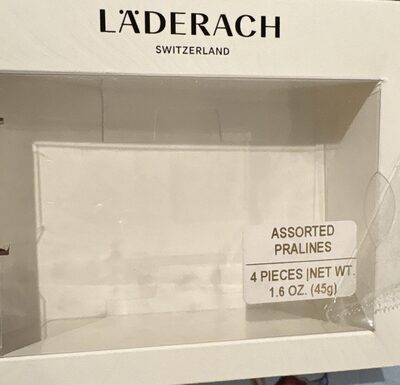 LÄDERACH
SWITZERLAND
ASSORTED
PRALINES
4 PIECES |NET WT.
1.6 OZ. (45g)